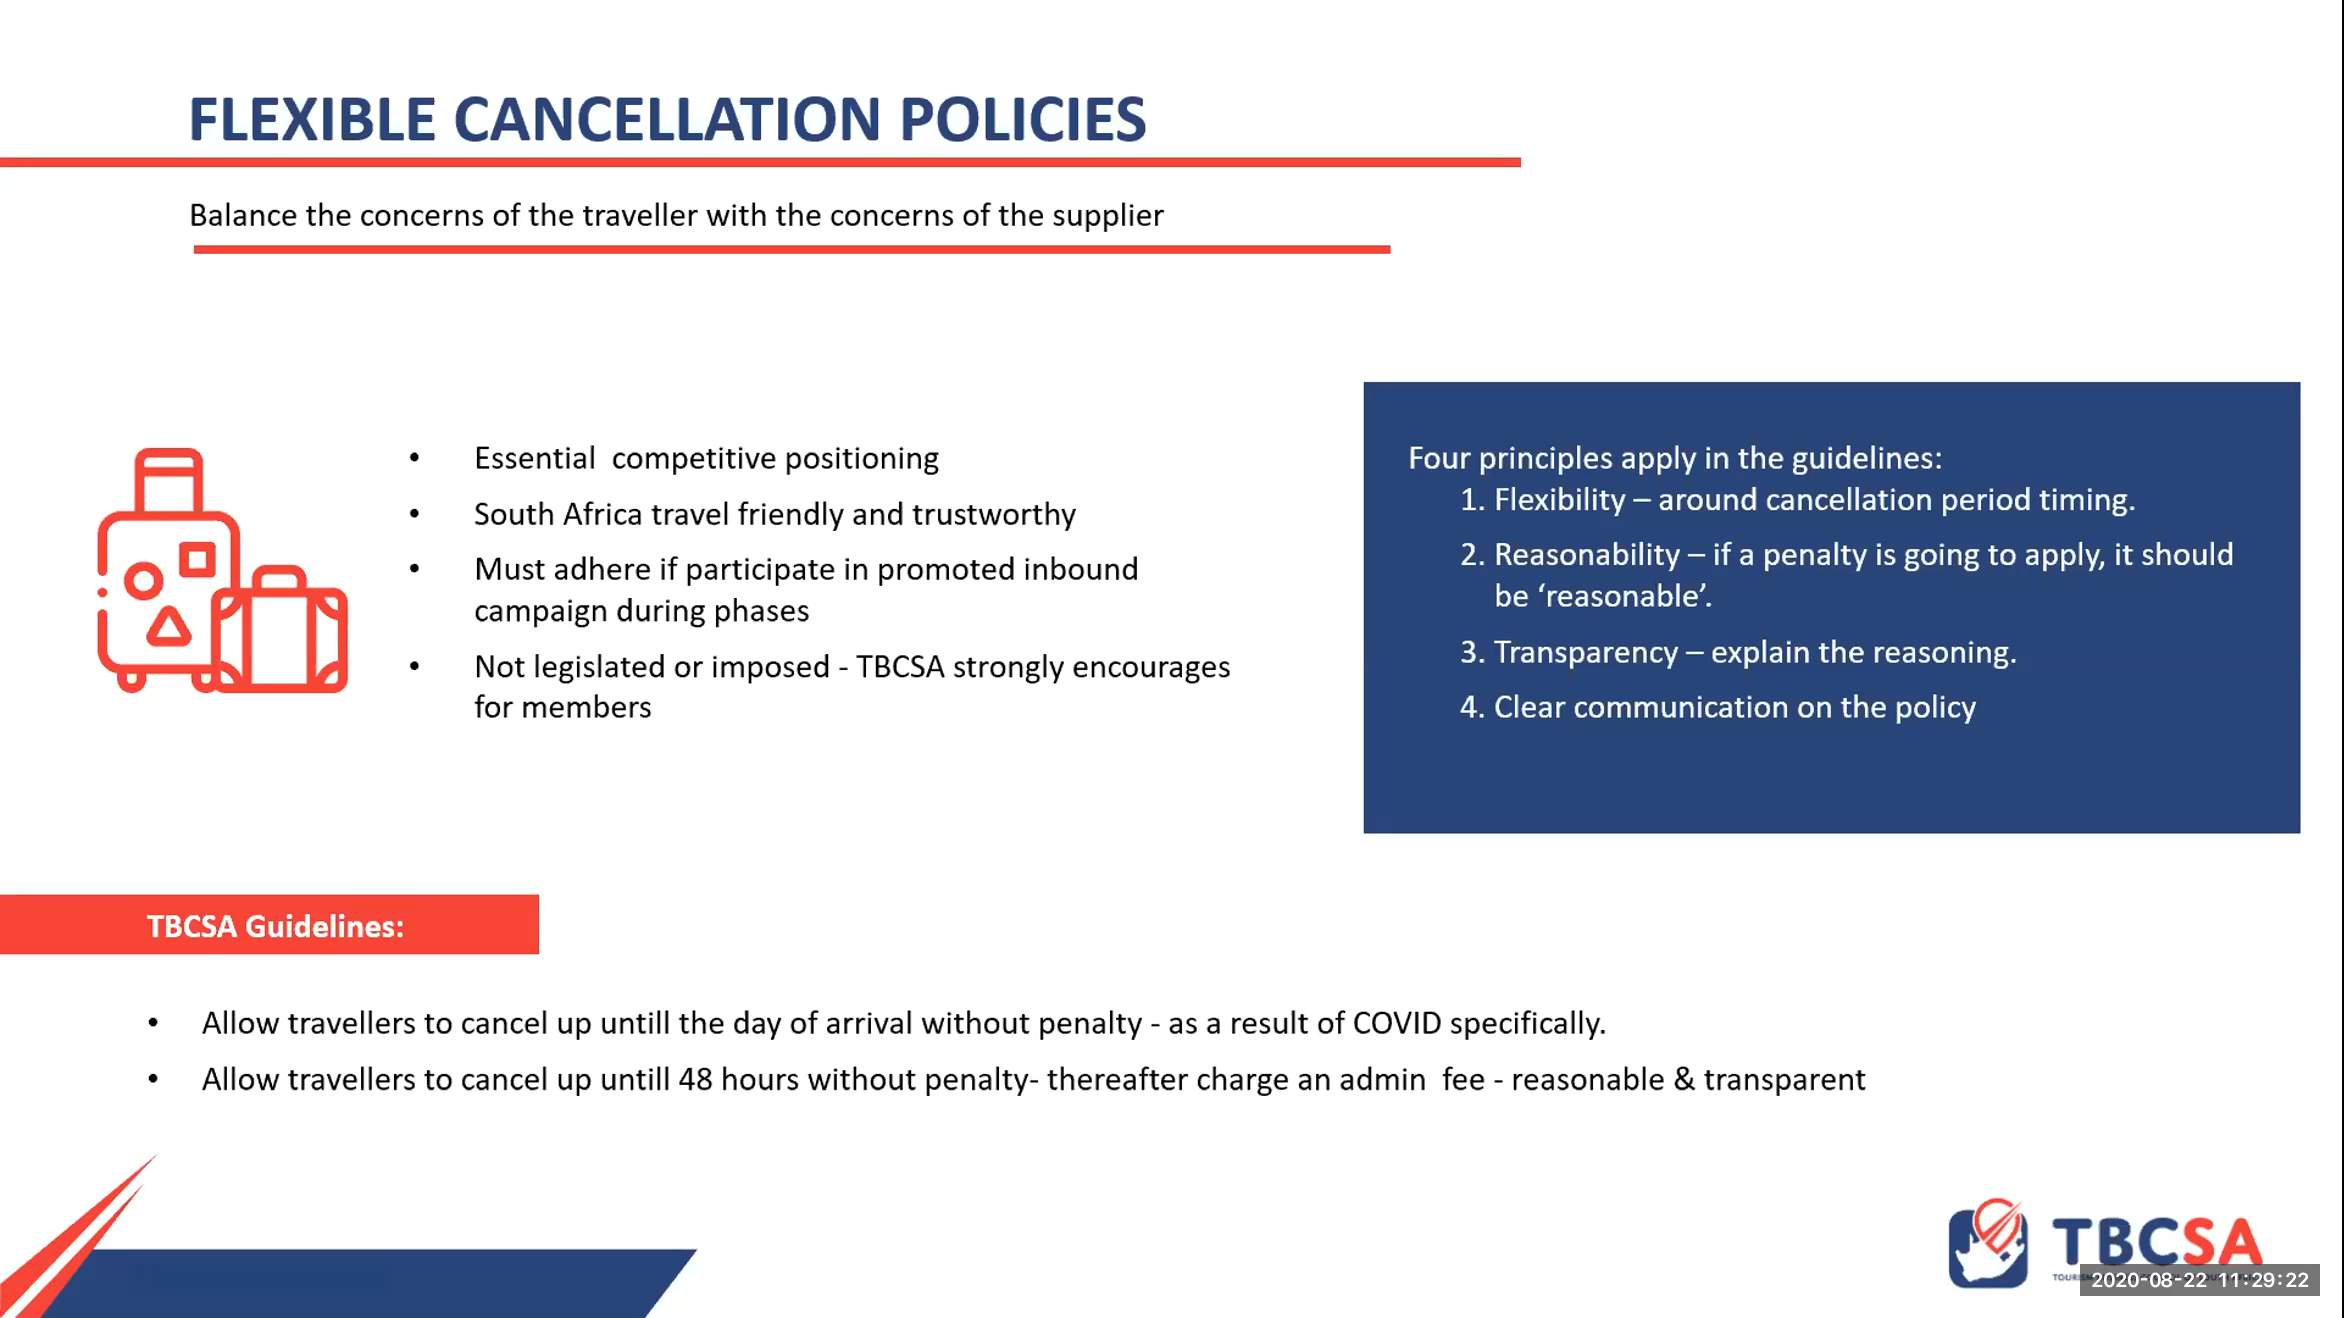 FLEXIBLE CANCELLATION POLICIES
Balance the concerns of the traveller with the concerns of the supplier
• Essential  competitive positioning
• South Africa travel friendly and trustworthy
• Must adhere if participate in promoted inbound
campaign during phases
• Not legislated or imposed - TBCSA strongly encourages
for members
Four principles apply in the guidelines:
1. Flexibility – around cancellation period timing.
2. Reasonability – if a penalty is going to apply, it should
be ‘reasonable’.
3. Transparency – explain the reasoning.
4. Clear communication on the policy
TBCSA Guidelines:
• Allow travellers to cancel up untill the day of arrival without penalty - as a result of COVID specifically.
• Allow travellers to cancel up untill 48 hours without penalty- thereafter charge an admin  fee - reasonable & transparent
TBCSA
2020-08-22 11:29:22